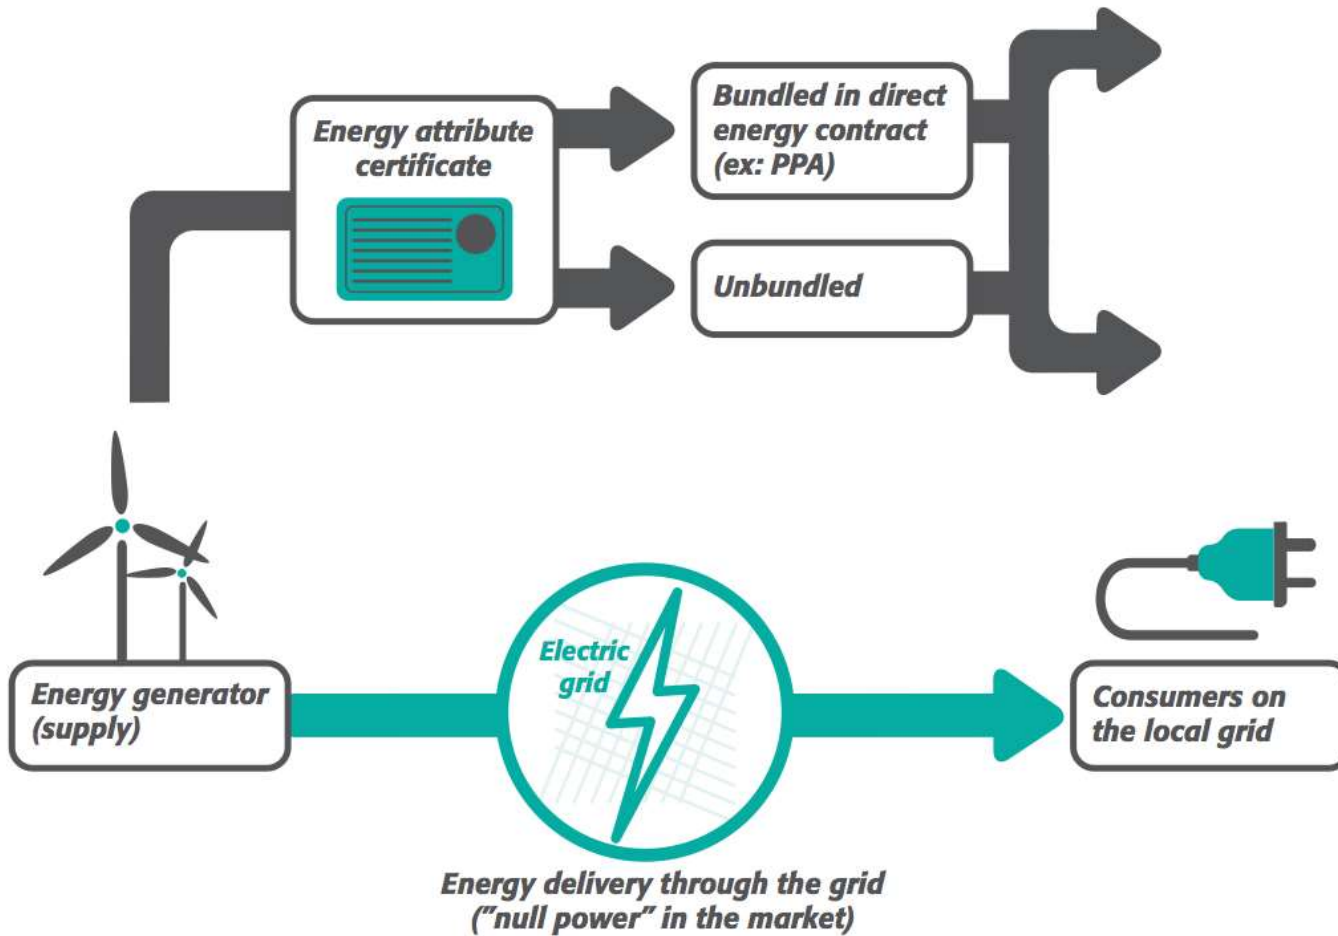 Energy attribute
certificate
Bundled in direct
energy contract
(ex: PPA)
Unbundled
Energy generator
(supply)
Electric
grid
Consumers on
the local grid
Energy delivery through the grid
(”null power” in the market)